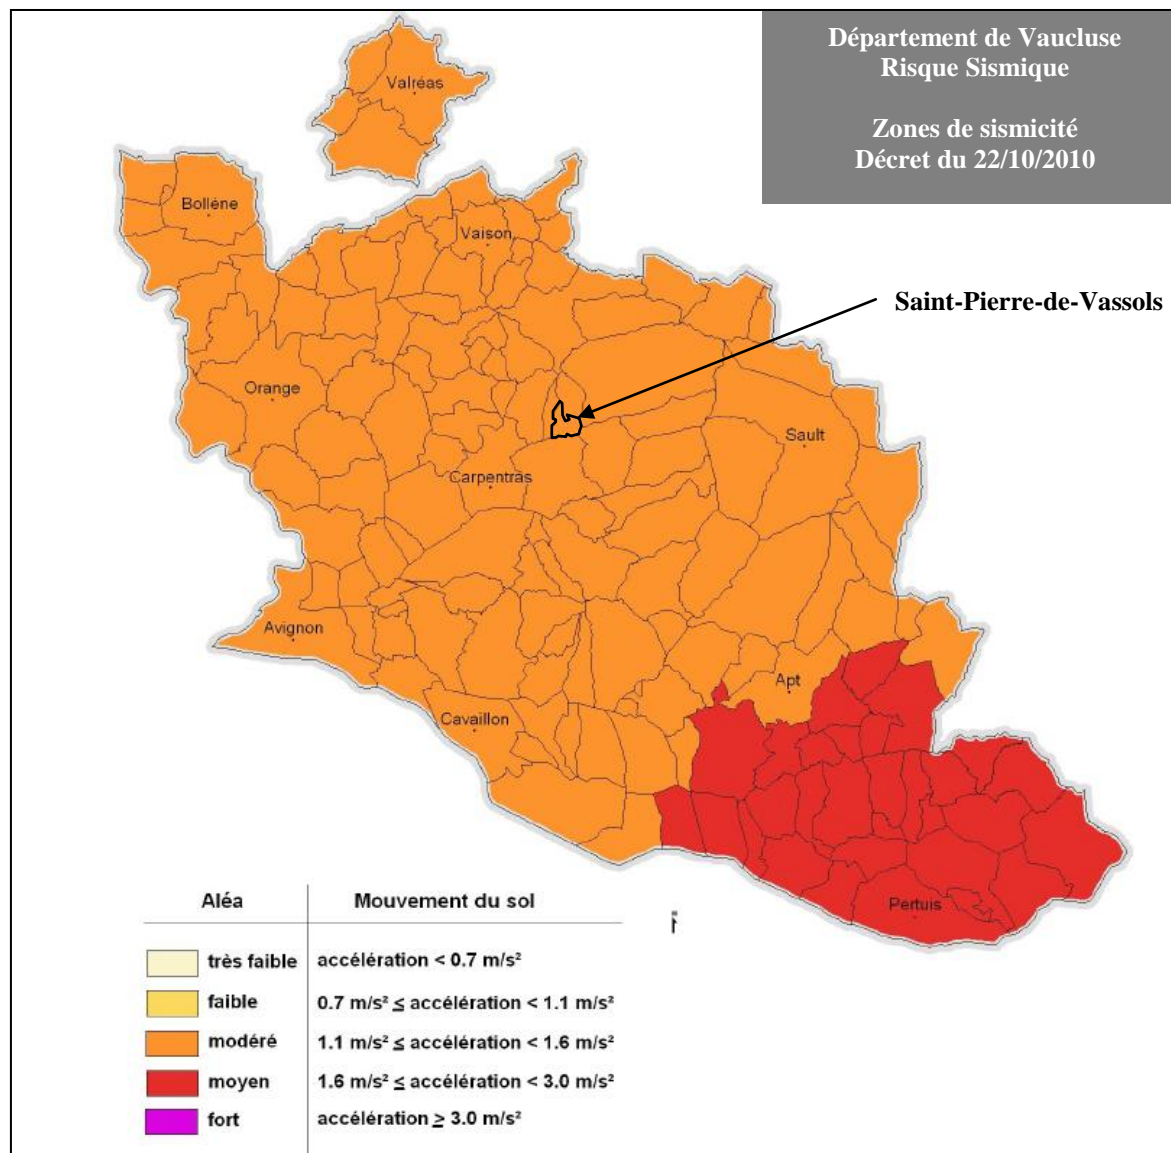 Département de Vaucluse
Risque Sismique
Zones de sismicité
Décret du 22/10/2010
Valréas
Bollène
Vaison
Saint-Pierre-de-Vassols
Orange
Sault
Carpentras
Avignon
Apt
Cavaillon
Pertuis
Aléa Mouvement du sol
très faible accélération < 0.7 m/s²
faible 0.7 m/s² ≤ accélération < 1.1 m/s²
modéré 1.1 m/s² ≤ accélération < 1.6 m/s²
moyen 1.6 m/s² ≤ accélération < 3.0 m/s²
fort accélération ≥ 3.0 m/s²